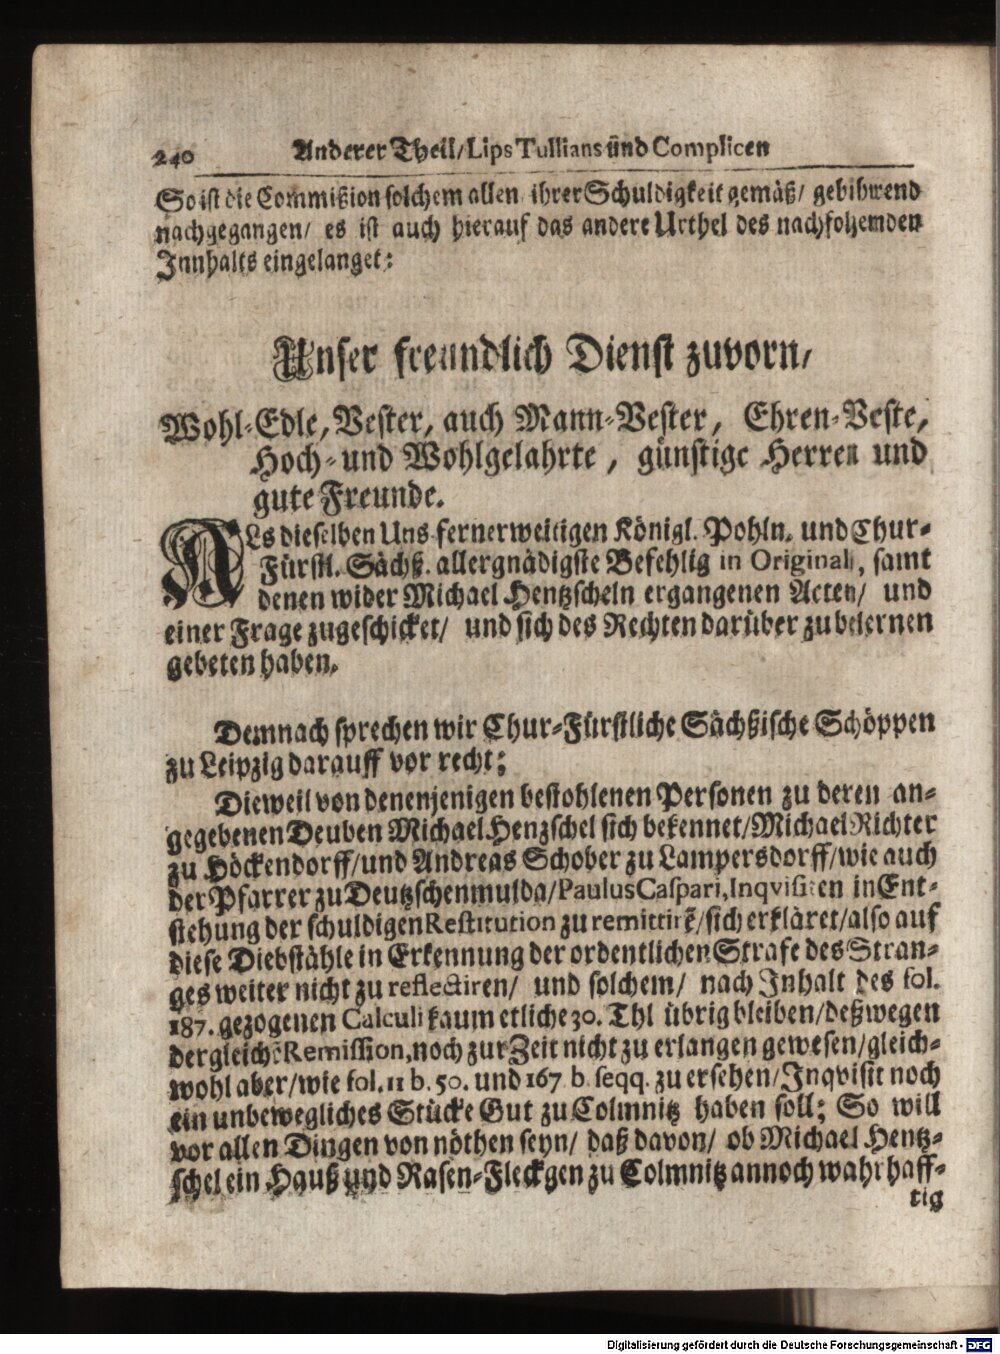 240 Anderer Theil/Lips Tullians ünd Complicen
So ist die Commißion solchem allen ihrer Schuldigkeit gemäß/ gebührend
nachgegangen/ es ist auch hierauf das andere Urthel des nachfolgenden
Innhalts eingelanget:
Unser freundlich Dienst zuvorn/
Wohl-Edle, Vester, auch Mann-Vester, Ehren-Veste,
Hoch- und Wohlgelahrte, günstige Herren und
gute Freunde.
ALs dieselben Uns fernerweitigen Königl. Pohln. und Chur-
Fürstl. Sächß. allergnädigste Befehlig in Original, samt
denen wider Michael Hentzscheln ergangenen Acten/ und
einer Frage zugeschicket/ und sich des Rechten darüber zubelernen
gebeten haben.
Demnach sprechen wir Chur-Fürstliche Sächßische Schöppen
zu Leipzig darauff vor recht:
Dieweil von denenjenigen bestohlenen Personen zu deren an-
gegebenen Deuben Michael Henzschel sich bekennet/Michael Richter
zu Höckendorff/und Andreas Schober zu Lampersdorff/wie auch
der Pfarrer zu Deutzschenmulda/Paulus Caspari, Inqvisiten in Ent-
stehung der schuldigen Restitution zu remittirẽ/sich erkläret/also auf
diese Diebstähle in Erkennung der ordentlichen Strafe des Stran-
ges weiter nicht zu reflectiren/ und solchem/ nach Inhalt des fol.
187. gezogenen Calculi kaum etliche 30. Thl übrig bleiben/deßwegen
dergleichẽ Remission, noch zur Zeit nicht zu erlangen gewesen/gleich-
wohl aber/wie fol. 11 b. 50. und 167 b. seqq. zu ersehen/Inqvisit noch
ein unbewegliches Stücke Gut zu Colmnitz haben soll; So will
vor allen Dingen von nöthen seyn/ daß davon/ ob Michael Hentz-
schel ein Hauß und Rasen-Fleckgen zu Colmnitz annoch wahrhaff-
tig
Digitalisierung gefördert durch die Deutsche Forschungsgemeinschaft - DFG